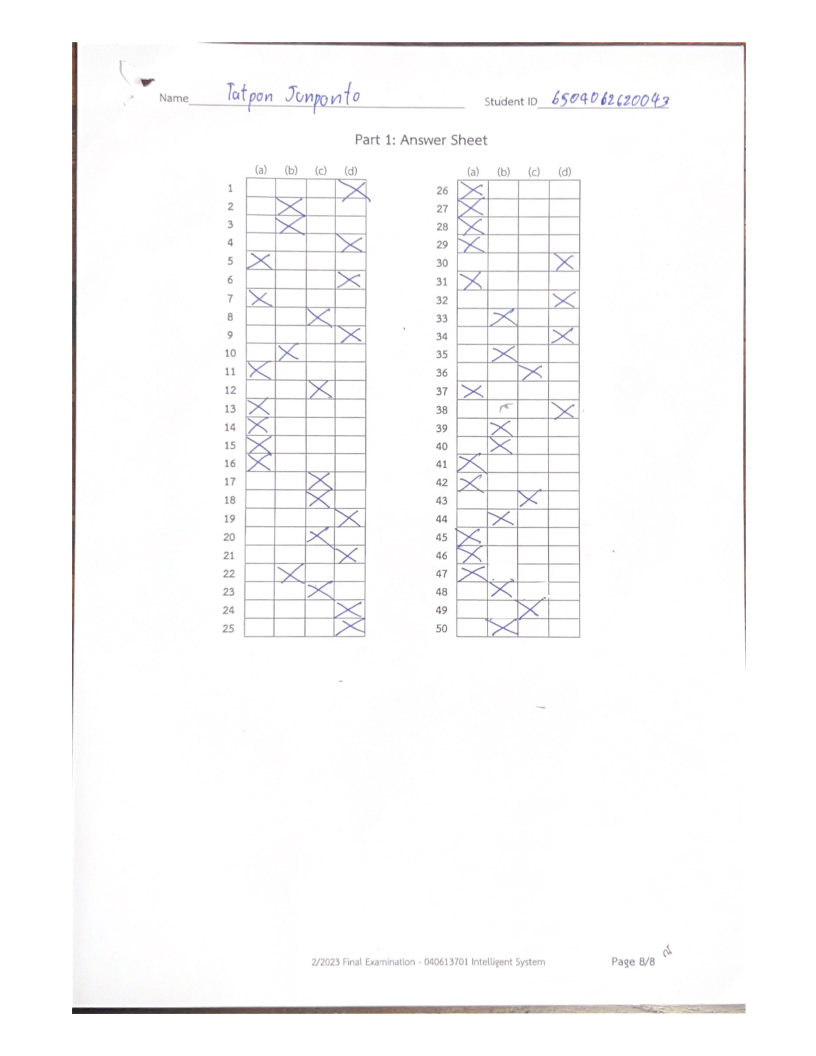 Name Tatpon Junponto Student ID 6504062620043
Part 1: Answer Sheet
(a) (b) (c) (d) (a) (b) (c) (d)
1 X 26 X
2 X 27 X
3 X 28 X
4 X 29 X
5 X 30 X
6 X 31 X
7 X 32 X
8 X 33 X
9 X 34 X
10 X 35 X
11 X 36 X
12 X 37 X
13 X 38 X
14 X 39 X
15 X 40 X
16 X 41 X
17 X 42 X
18 X 43 X
19 X 44 X
20 X 45 X
21 X 46 X
22 X 47 X
23 X 48 X
24 X 49 X
25 X 50 X
2/2023 Final Examination - 040613701 Intelligent System Page 8/8